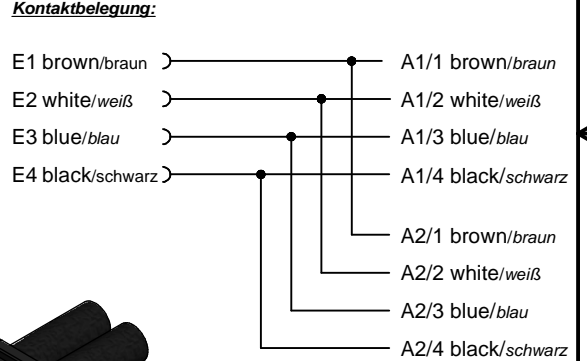 Kontaktbelegung:
E1 brown/braun
E2 white/weiß
E3 blue/blau
E4 black/schwarz
A1/1 brown/braun
A1/2 white/weiß
A1/3 blue/blau
A1/4 black/schwarz
A2/1 brown/braun
A2/2 white/weiß
A2/3 blue/blau
A2/4 black/schwarz